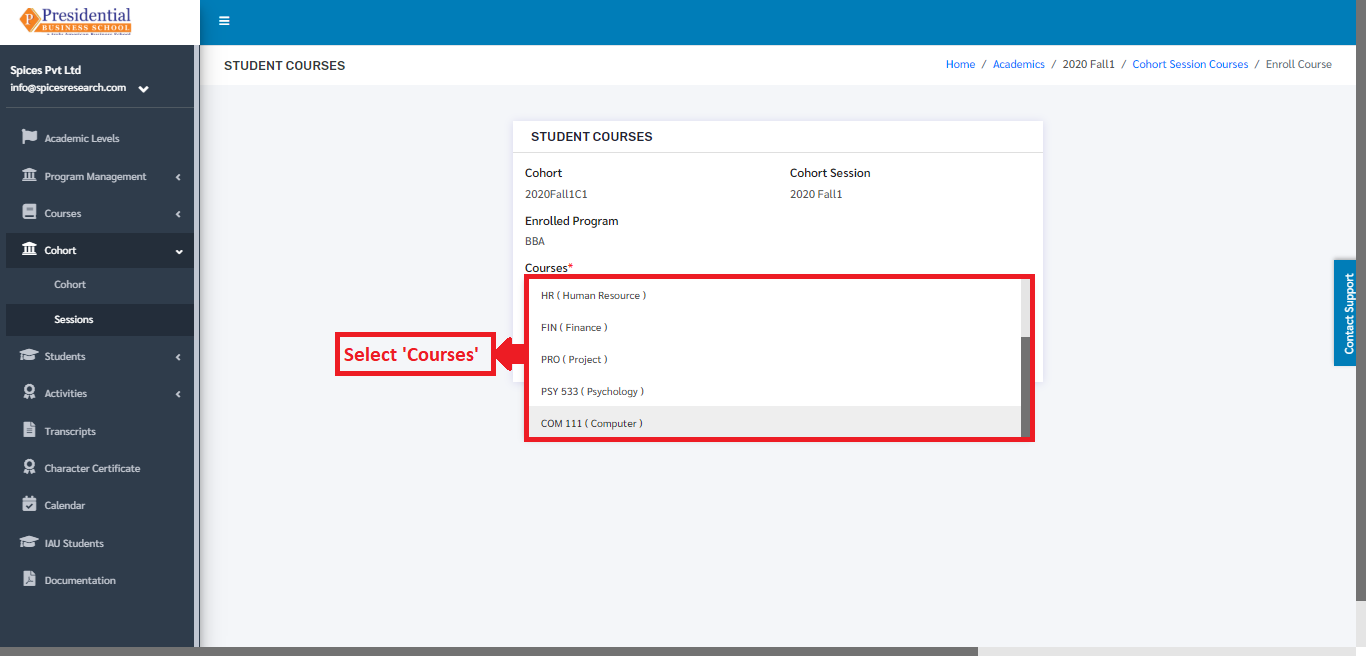 Presidential
BUSINESS SCHOOL
Spices Pvt Ltd
info@spicesresearch.com
Academic Levels
Program Management
Courses
Cohort
Cohort
Sessions
Students
Activities
Transcripts
Character Certificate
Calendar
IAU Students
Documentation
STUDENT COURSES
Home / Academics / 2020 Fall1 / Cohort Session Courses / Enroll Course
STUDENT COURSES
Cohort
2020Fall1C1
Cohort Session
2020 Fall1
Enrolled Program
BBA
Courses*
HR ( Human Resource )
FIN ( Finance )
PRO ( Project )
PSY 533 ( Psychology )
COM 111 ( Computer )
Select 'Courses'
Contact Support